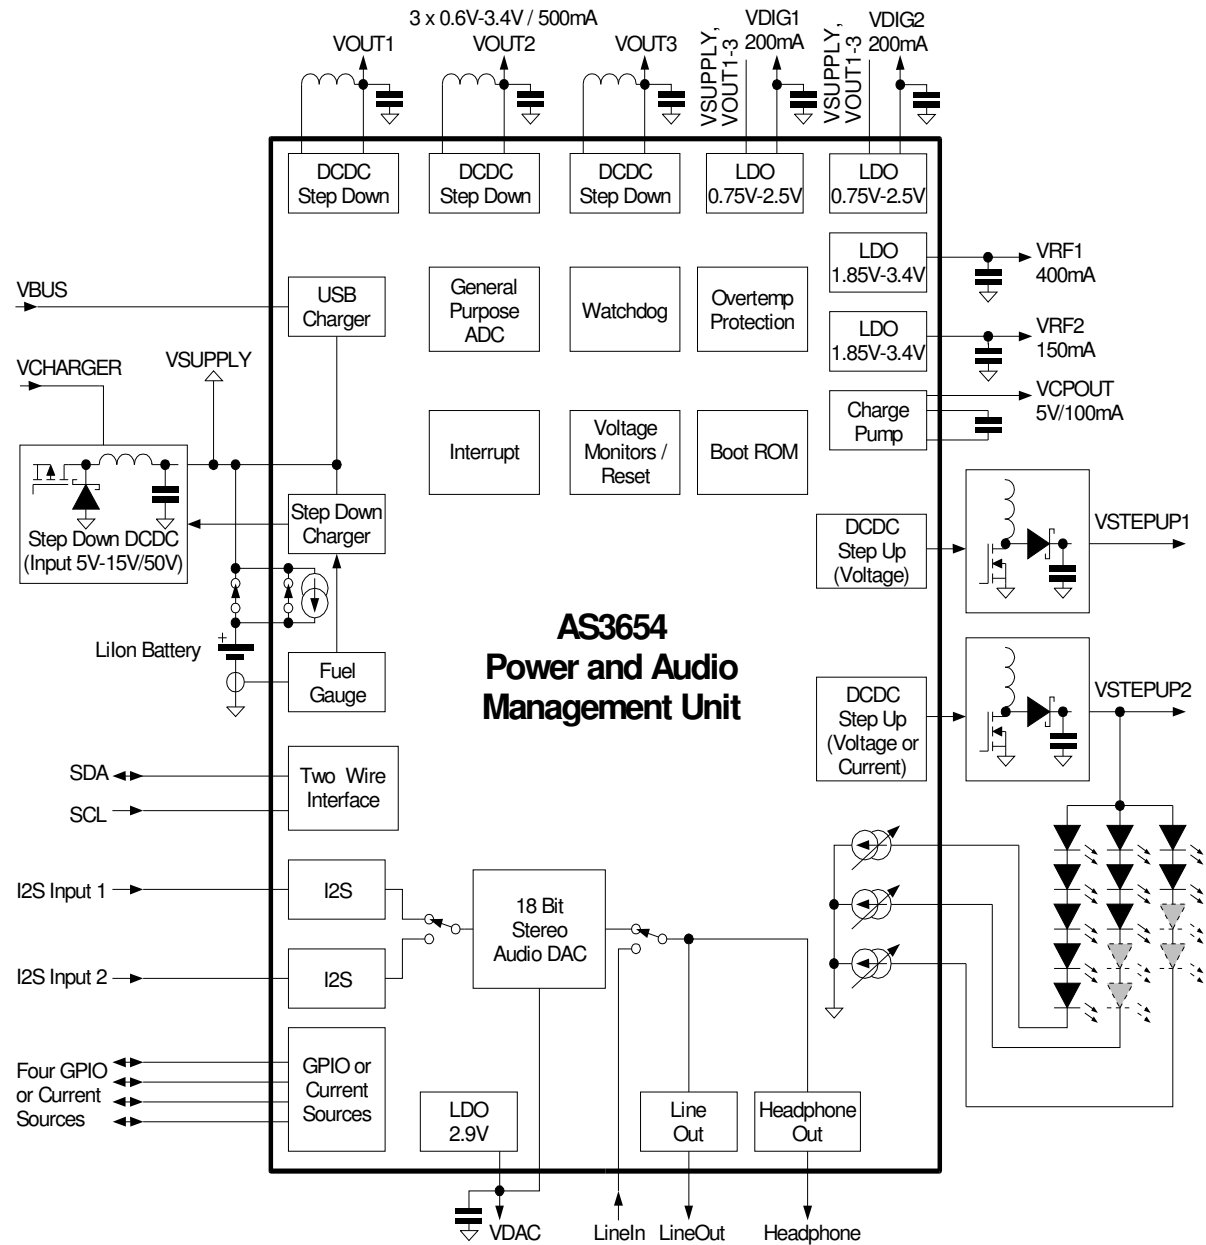 3 x 0.6V-3.4V / 500mA
VOUT1
VOUT2
VOUT3
VSUPPLY,
VOUT1-3
VDIG1
200mA
VSUPPLY,
VOUT1-3
VDIG2
200mA
DCDC
Step Down
DCDC
Step Down
DCDC
Step Down
LDO
0.75V-2.5V
LDO
0.75V-2.5V
LDO
1.85V-3.4V
VRF1
400mA
VBUS
USB
Charger
General
Purpose
ADC
Watchdog
Overtemp
Protection
LDO
1.85V-3.4V
VRF2
150mA
VCHARGER
VSUPPLY
Charge
Pump
VCPOUT
5V/100mA
Interrupt
Voltage
Monitors /
Reset
Boot ROM
Step Down DCDC
(Input 5V-15V/50V)
Step Down
Charger
DCDC
Step Up
(Voltage)
VSTEPUP1
AS3654
Power and Audio
Management Unit
+
LiIon Battery
Fuel
Gauge
DCDC
Step Up
(Voltage or
Current)
VSTEPUP2
SDA
SCL
Two Wire
Interface
I2S Input 1
I2S
18 Bit
Stereo
Audio DAC
I2S Input 2
I2S
Four GPIO
or Current
Sources
GPIO or
Current
Sources
LDO
2.9V
Line
Out
Headphone
Out
VDAC
LineIn
LineOut
Headphone